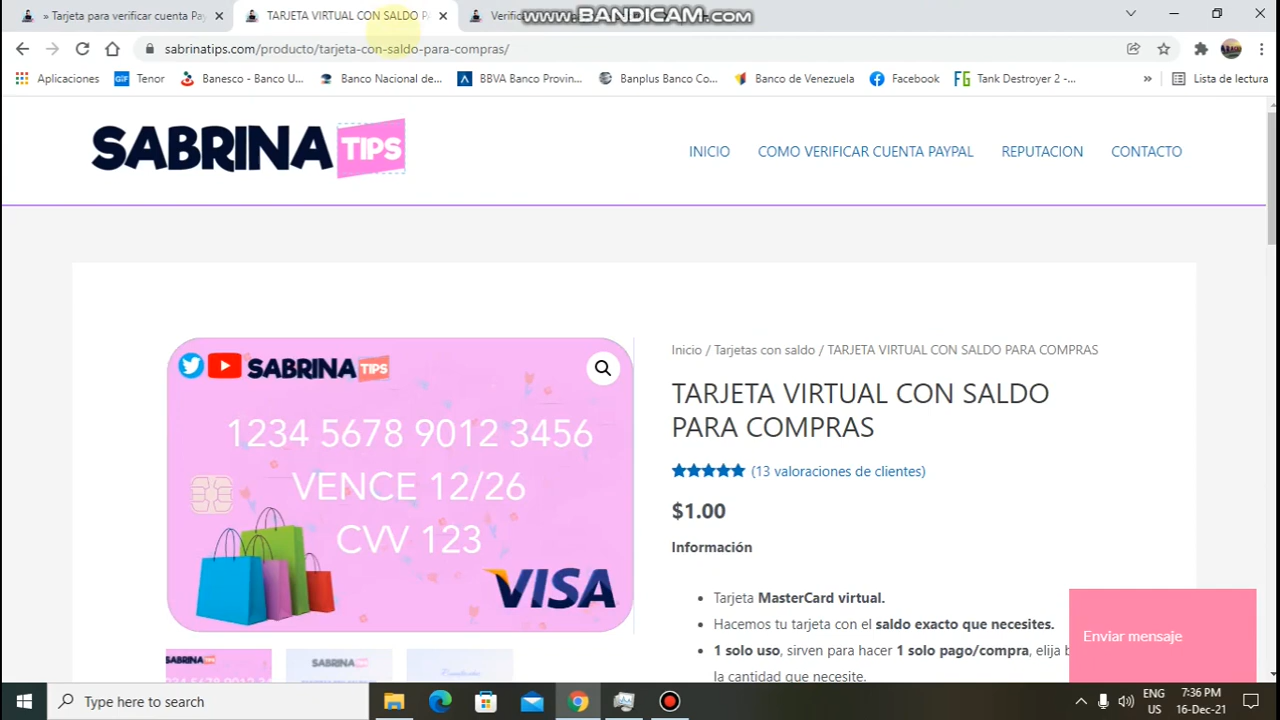 » Tarjeta para verificar cuenta Pay
TARJETA VIRTUAL CON SALDO P
Verific
www.BANDICAM.com
sabrinatips.com/producto/tarjeta-con-saldo-para-compras/
Aplicaciones
Tenor
Banesco - Banco U...
Banco Nacional de...
BBVA Banco Provin...
Banplus Banco Co...
Banco de Venezuela
Facebook
Tank Destroyer 2 -...
»
Lista de lectura
SABRINA TIPS
INICIO
COMO VERIFICAR CUENTA PAYPAL
REPUTACION
CONTACTO
SABRINA TIPS
1234 5678 9012 3456
VENCE 12/26
CVV 123
VISA
Inicio / Tarjetas con saldo / TARJETA VIRTUAL CON SALDO PARA COMPRAS
TARJETA VIRTUAL CON SALDO
PARA COMPRAS
(13 valoraciones de clientes)
$1.00
Información
Tarjeta MasterCard virtual.
Hacemos tu tarjeta con el saldo exacto que necesites.
1 solo uso, sirven para hacer 1 solo pago/compra, elija b
la cantidad que necesite.
Enviar mensaje
SABRINA TIPS
SABRINA TIPS
Type here to search
ENG
US
7:36 PM
16-Dec-21